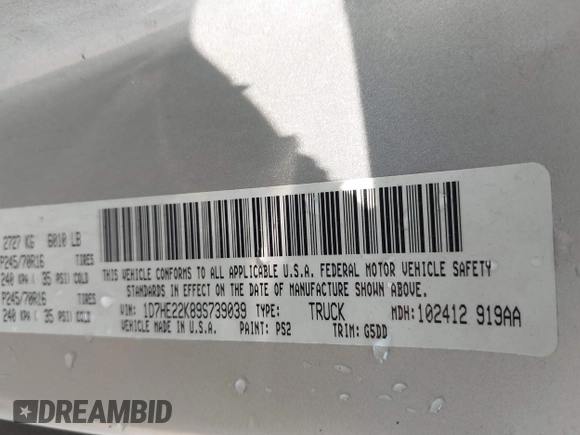 2727 KG 6010 LB
P245/70R16 TIRES
240 KPA ( 35 PSI) COLD
P245/70R16 TIRES
240 KPA ( 35 PSI) COLD
THIS VEHICLE CONFORMS TO ALL APPLICABLE U.S.A. FEDERAL MOTOR VEHICLE SAFETY
STANDARDS IN EFFECT ON THE DATE OF MANUFACTURE SHOWN ABOVE.
VIN: 1D7HE22K89S739039 TYPE: TRUCK MDH: 102412 919AA
VEHICLE MADE IN U.S.A. PAINT: PS2 TRIM: G5DD
DREAMBID